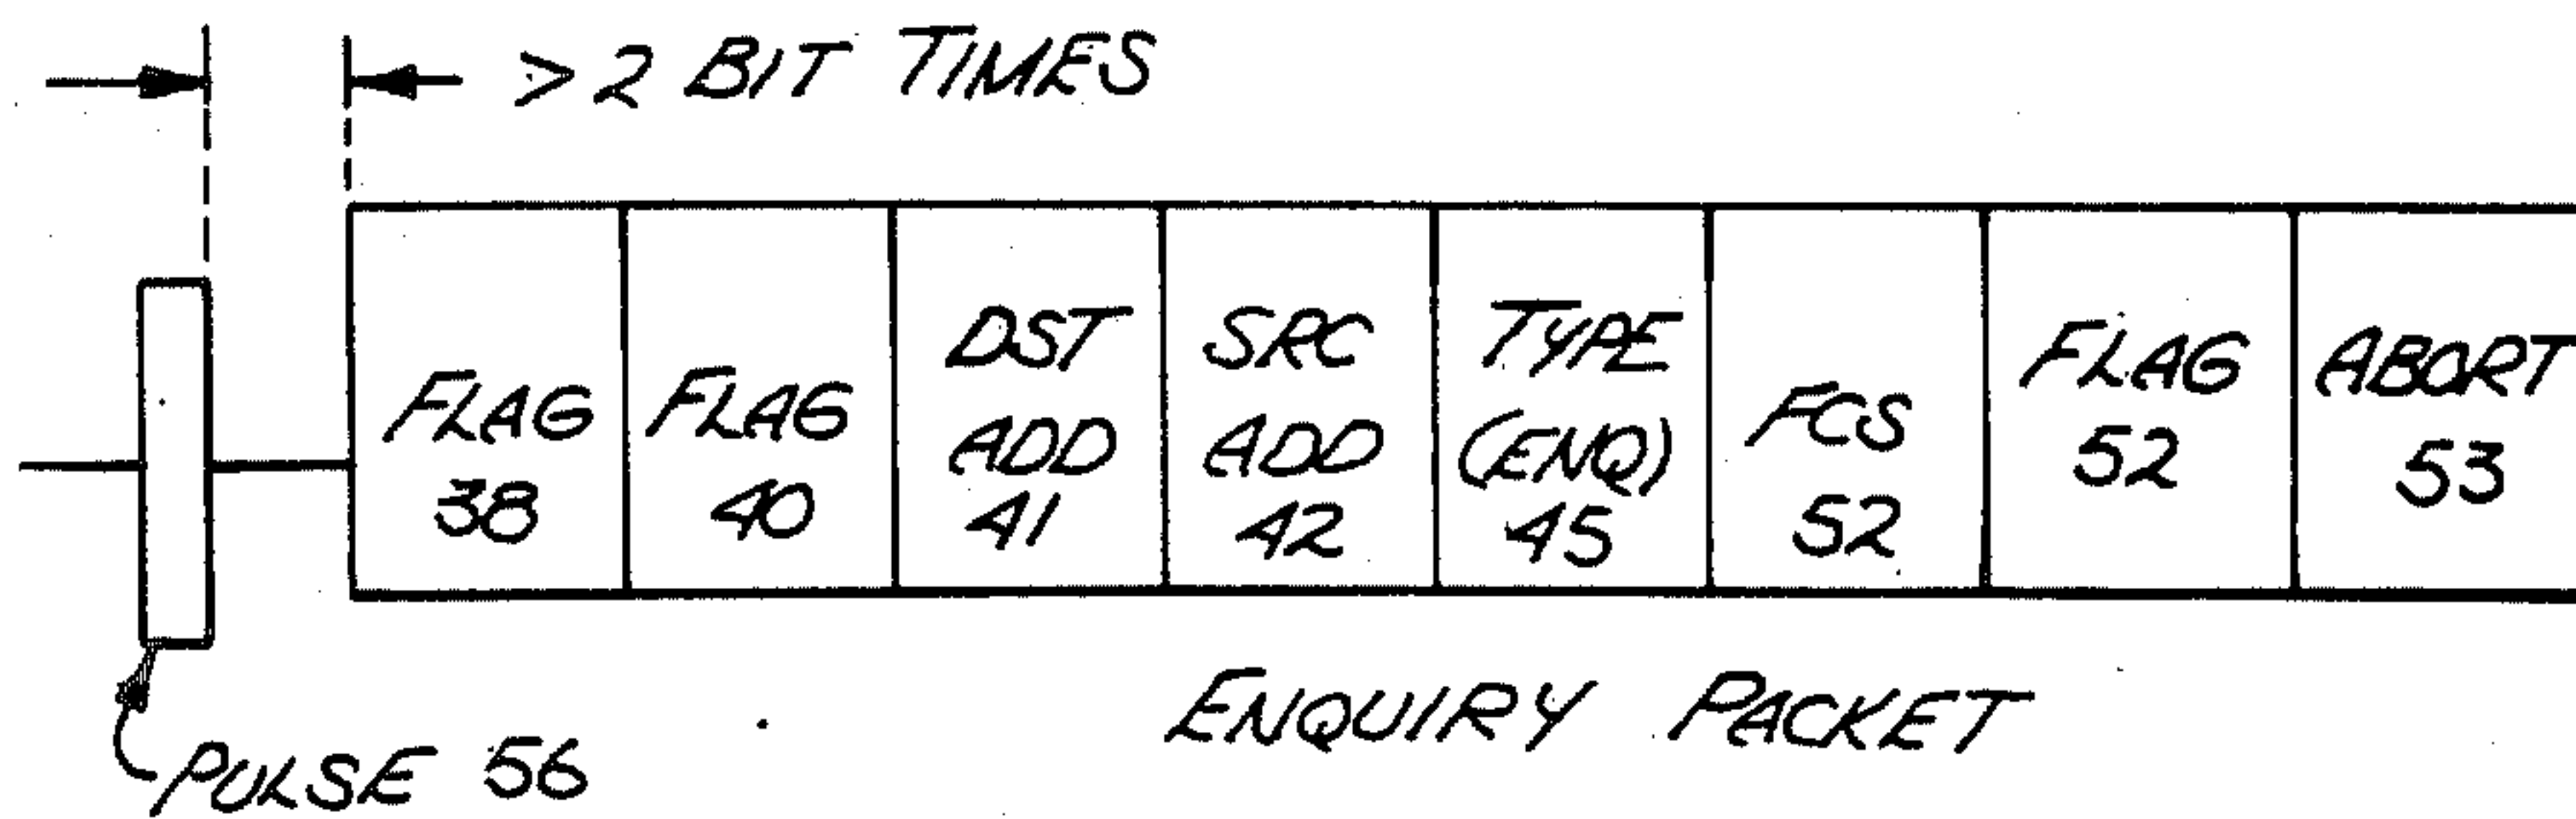 >2 BIT TIMES
FLAG
38
FLAG
40
DST
ADD
41
SRC
ADD
42
TYPE
(ENQ)
45
FCS
52
FLAG
52
ABORT
53
ENQUIRY PACKET
PULSE 56